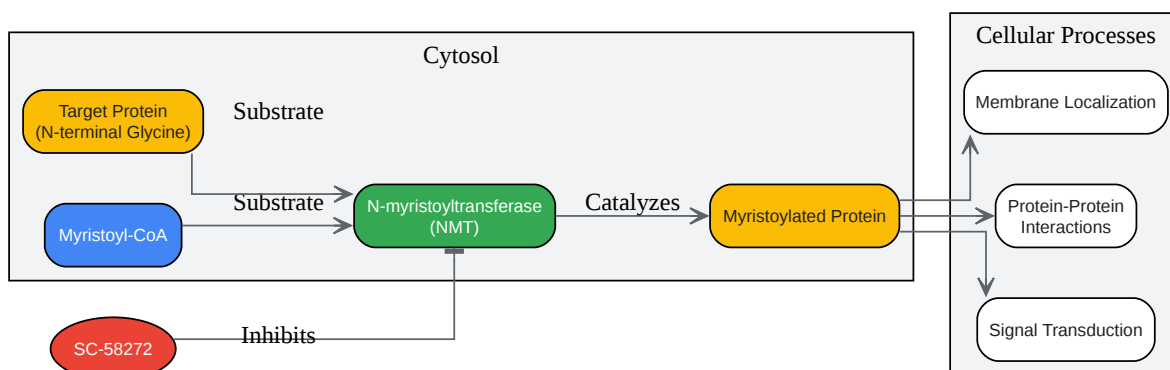 Cytosol
Cellular Processes
Target Protein
(N-terminal Glycine)
Substrate
Membrane Localization
Substrate
Myristoyl-CoA
N-myristoyltransferase
(NMT)
Catalyzes
Myristoylated Protein
Protein-Protein
Interactions
SC-58272
Inhibits
Signal Transduction